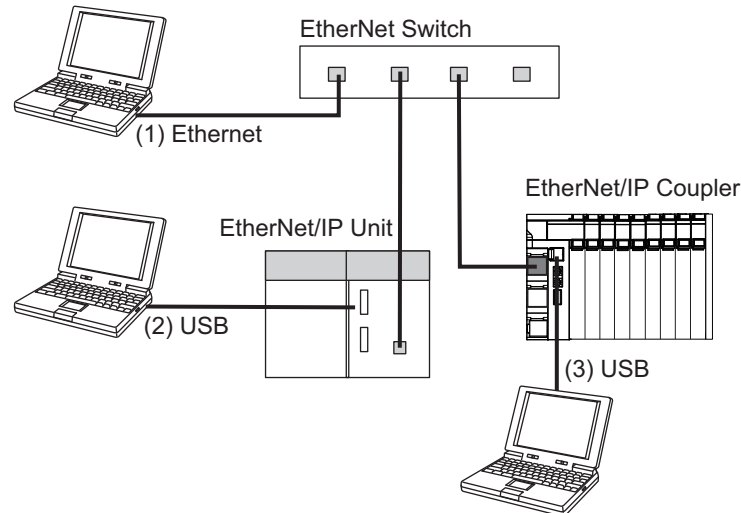 EtherNet Switch
(1) Ethernet
EtherNet/IP Coupler
EtherNet/IP Unit
(2) USB
(3) USB